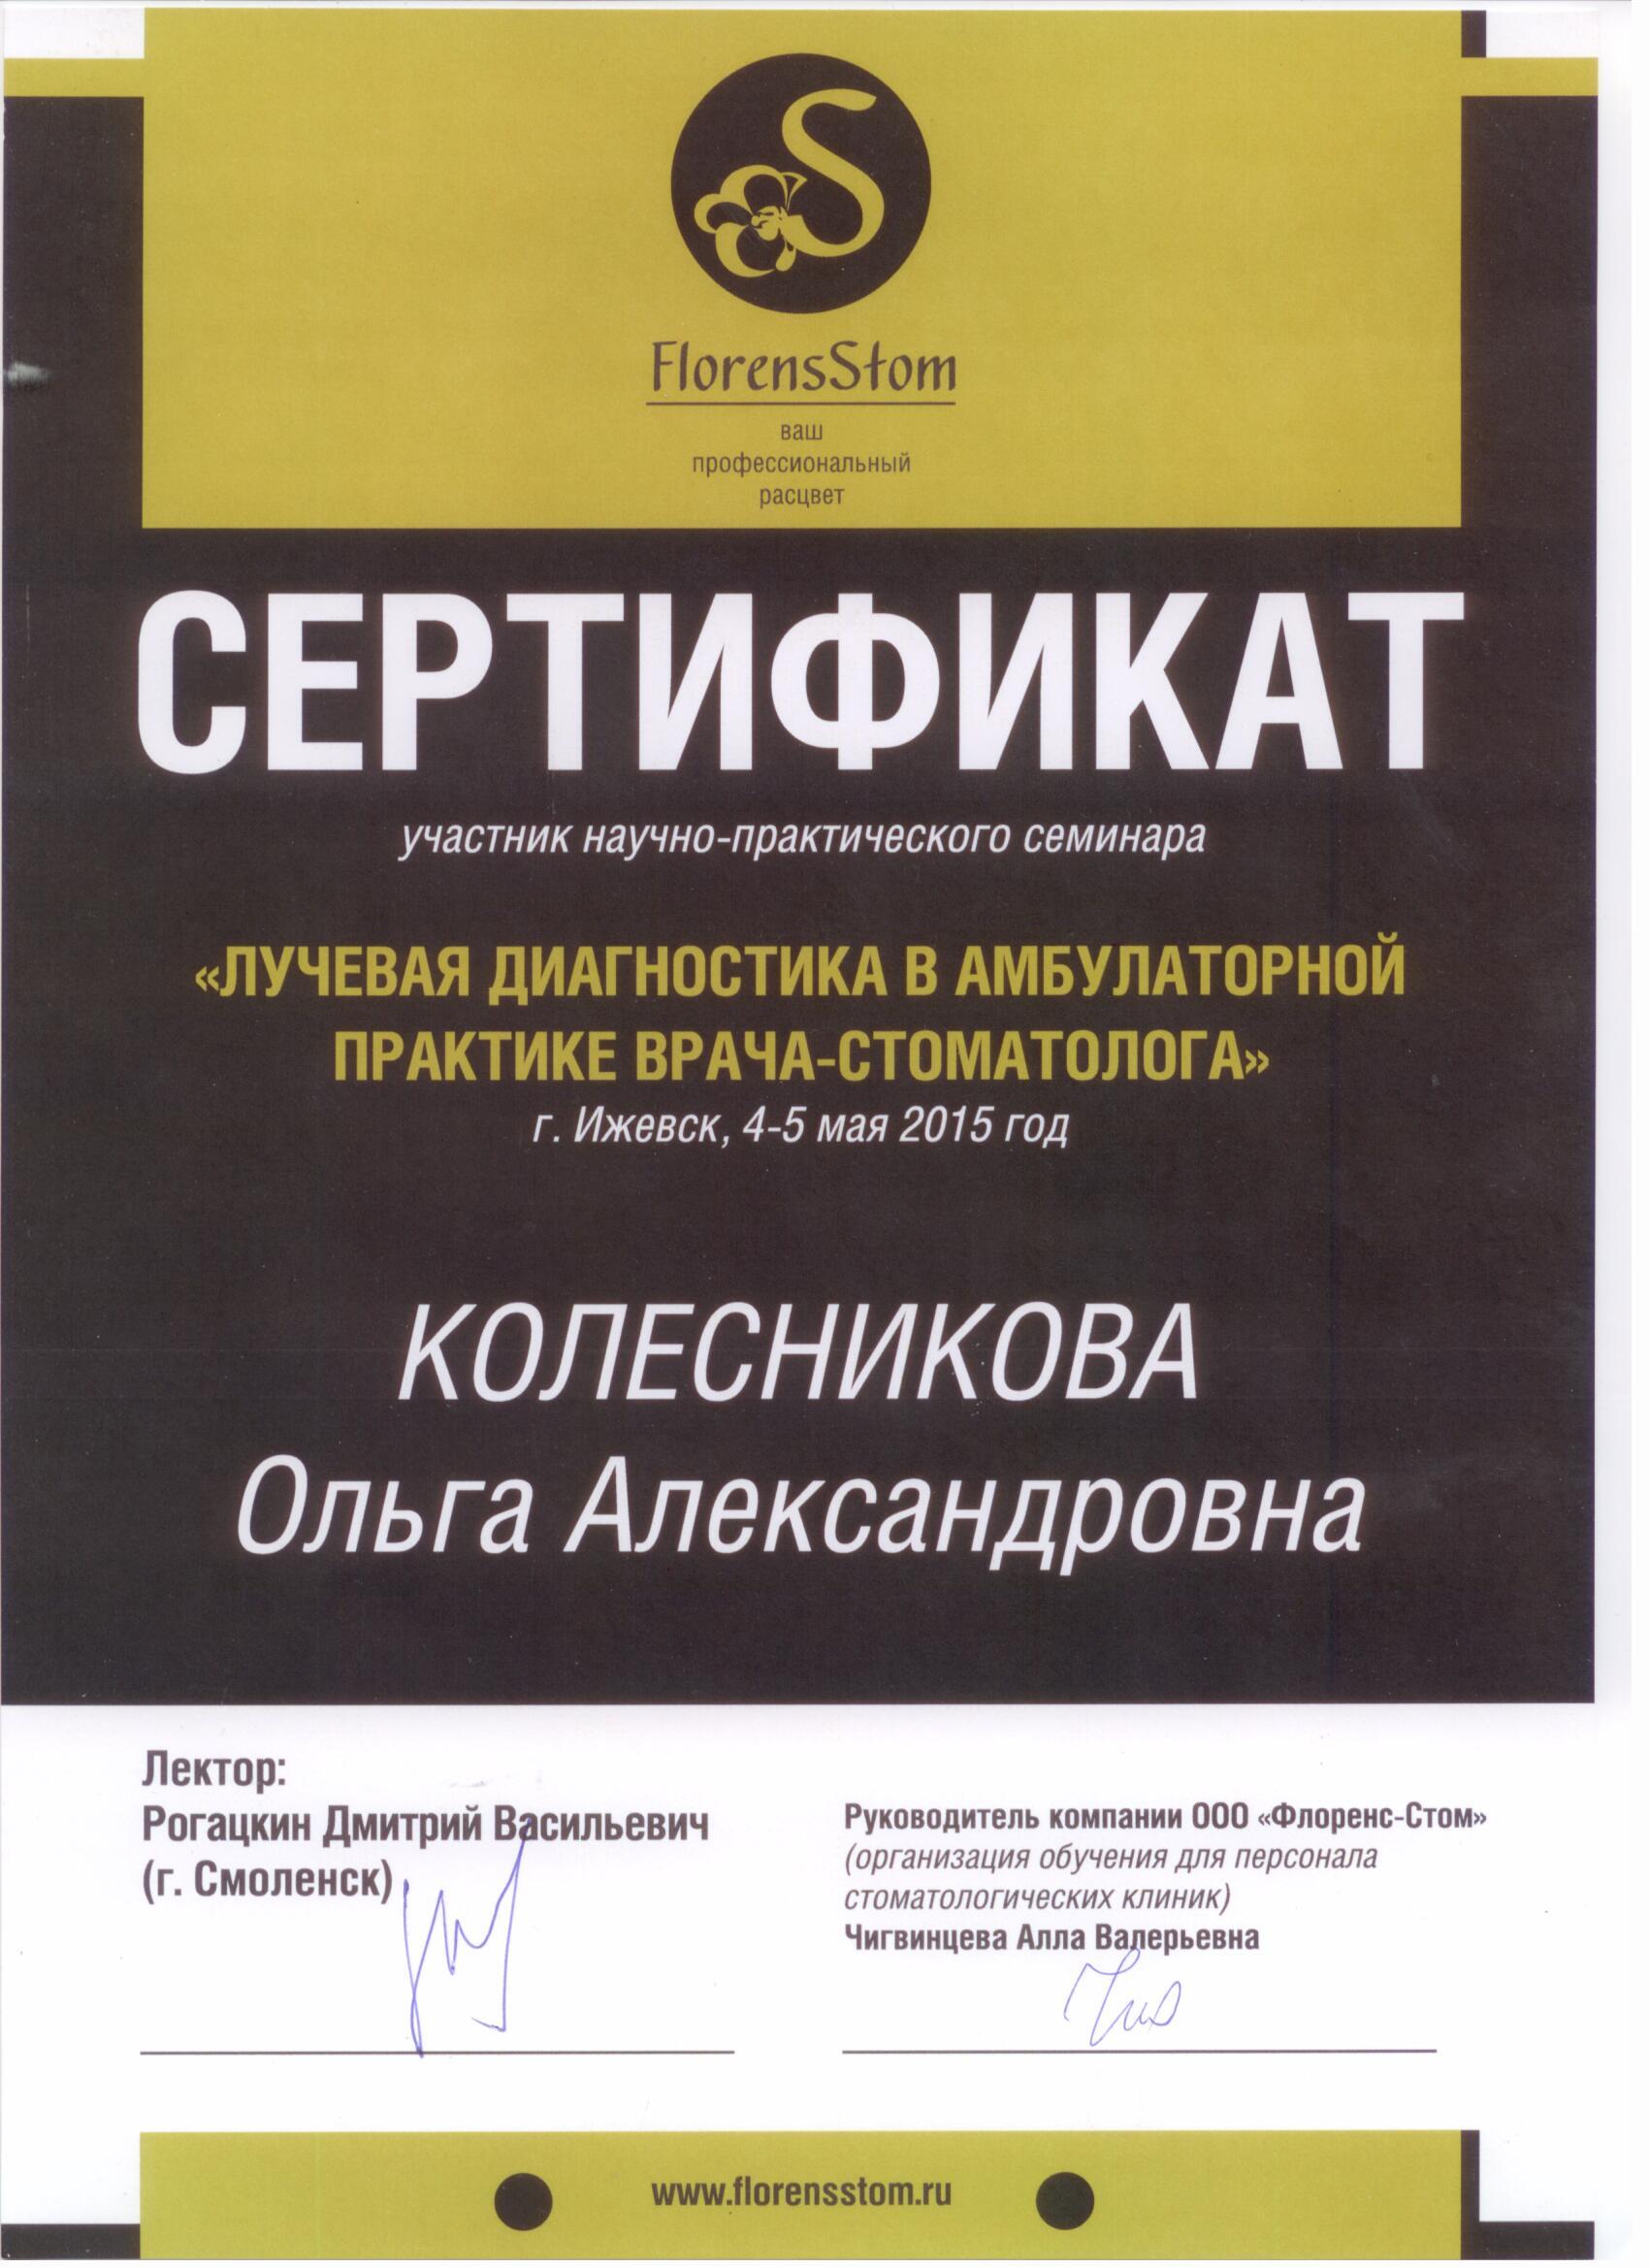 S
FlorensStom
ваш
профессиональный
расцвет
СЕРТИФИКАТ
участник научно-практического семинара
«ЛУЧЕВАЯ ДИАГНОСТИКА В АМБУЛАТОРНОЙ
ПРАКТИКЕ ВРАЧА-СТОМАТОЛОГА»
г. Ижевск, 4-5 мая 2015 год
КОЛЕСНИКОВА
Ольга Александровна
Лектор:
Рогацкин Дмитрий Васильевич
(г. Смоленск)
Руководитель компании ООО «Флоренс-Стом»
(организация обучения для персонала
стоматологических клиник)
Чигвинцева Алла Валерьевна
www.florensstom.ru